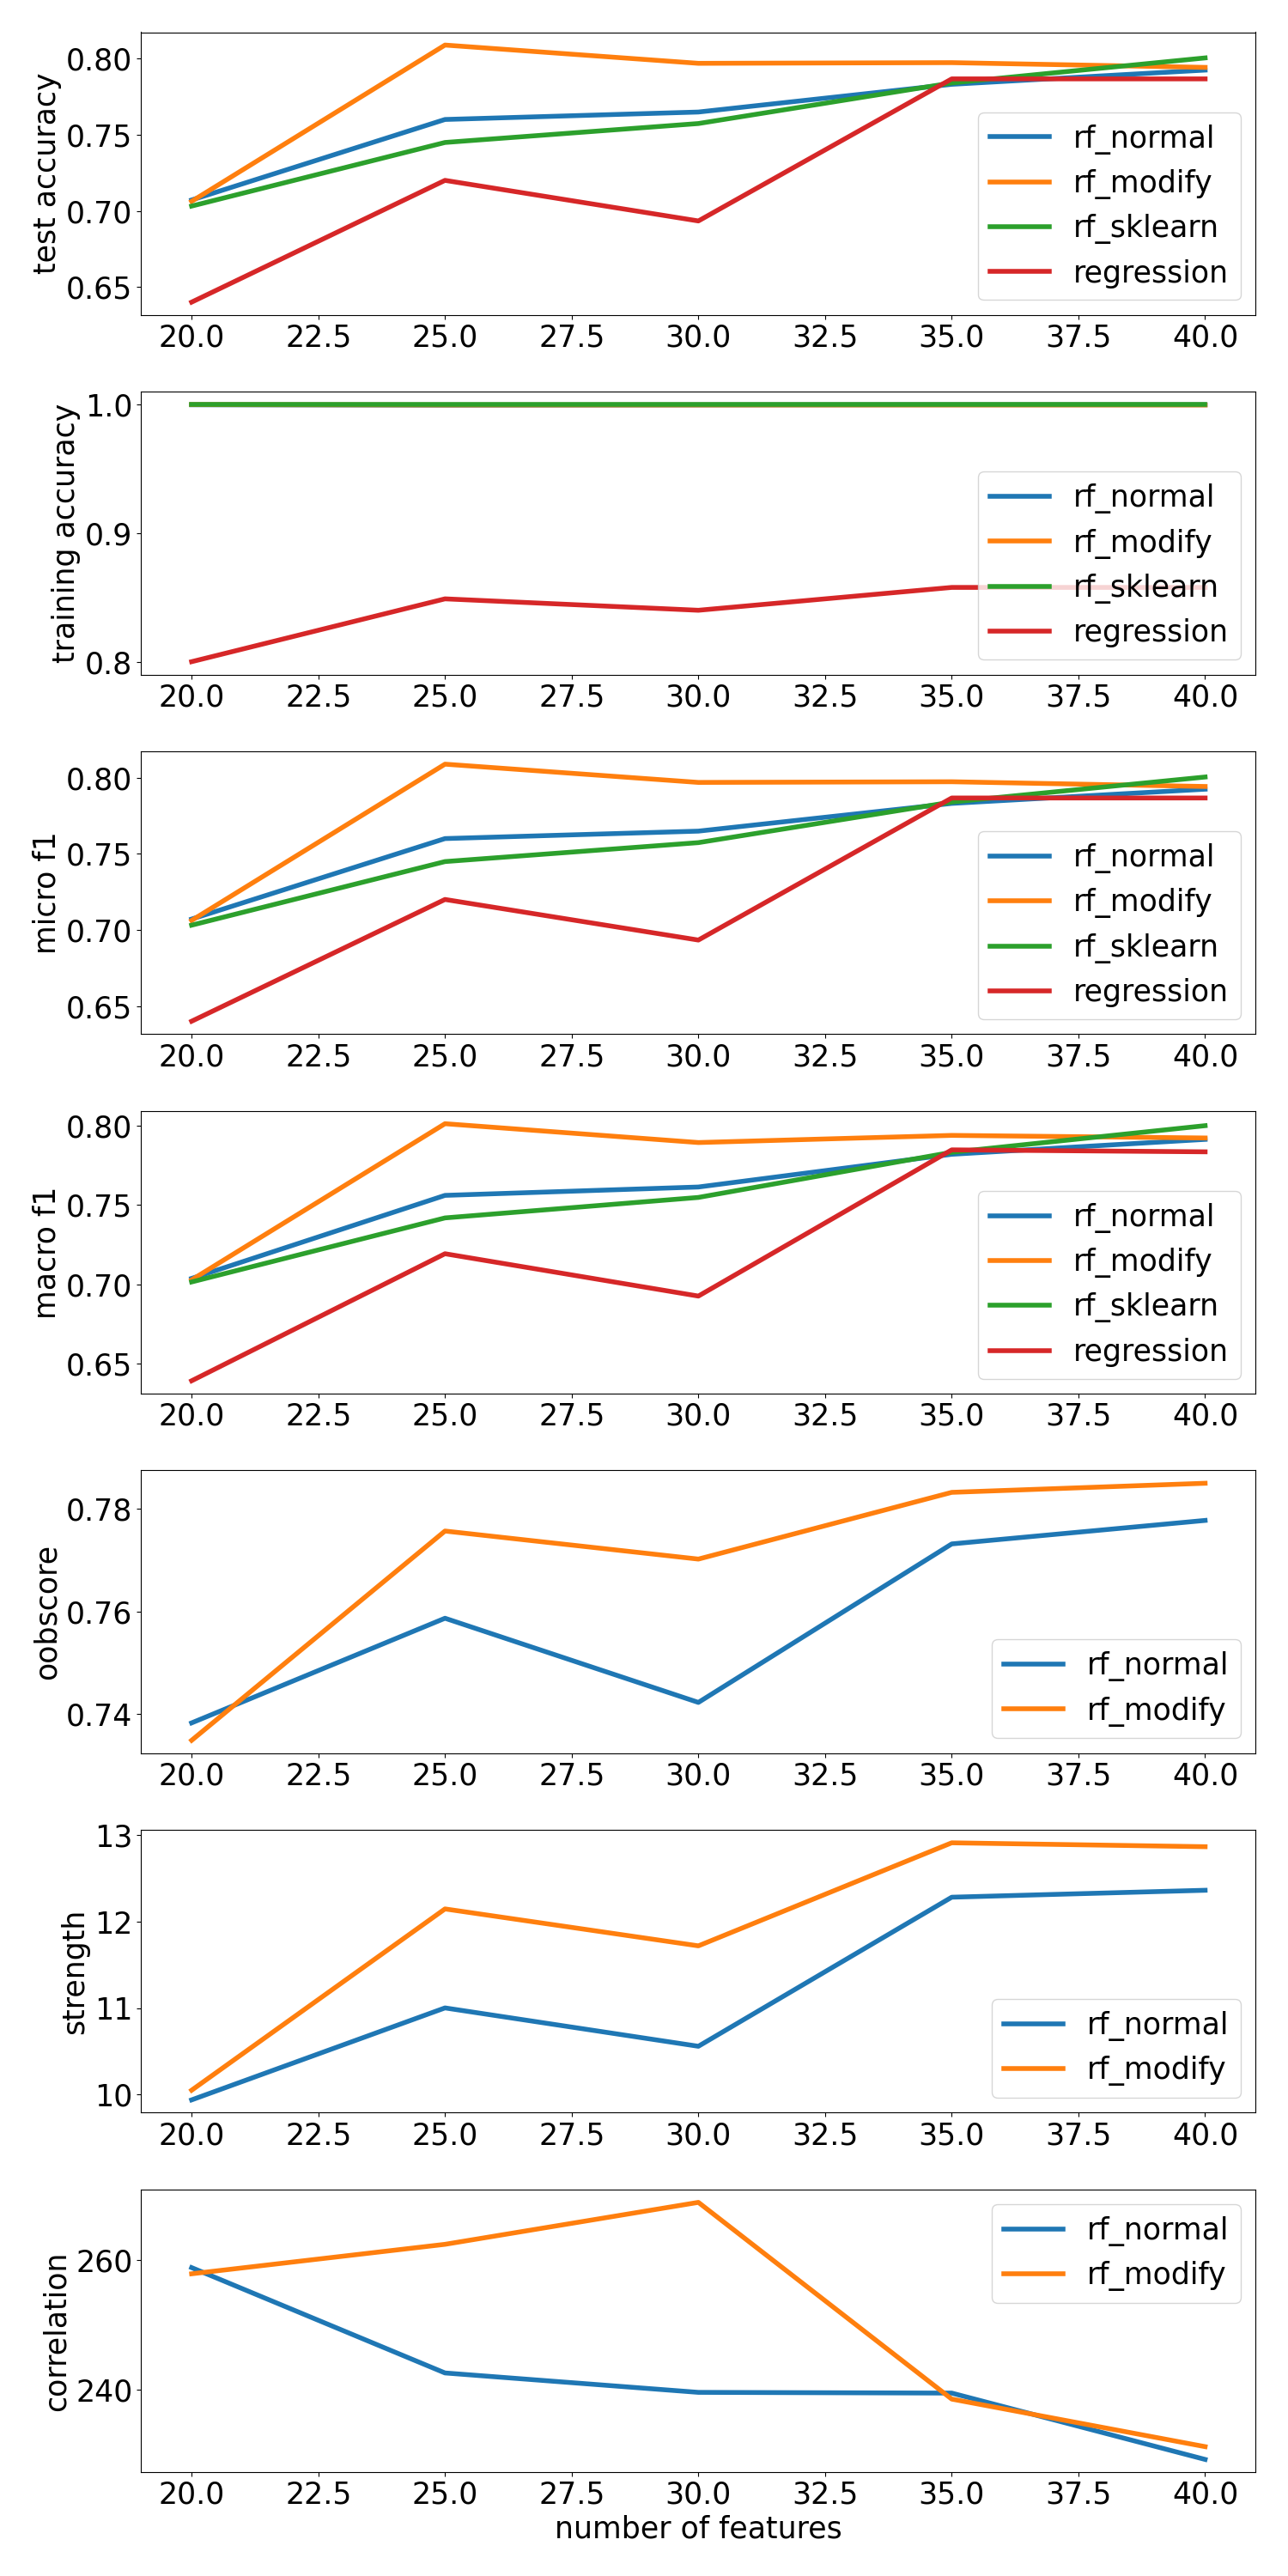 test accuracy
0.80
0.75
0.70
0.65
rf_normal
rf_modify
rf_sklearn
regression
20.0 22.5 25.0 27.5 30.0 32.5 35.0 37.5 40.0
training accuracy
1.0
0.9
0.8
rf_normal
rf_modify
rf_sklearn
regression
20.0 22.5 25.0 27.5 30.0 32.5 35.0 37.5 40.0
micro f1
0.80
0.75
0.70
0.65
rf_normal
rf_modify
rf_sklearn
regression
20.0 22.5 25.0 27.5 30.0 32.5 35.0 37.5 40.0
macro f1
0.80
0.75
0.70
0.65
rf_normal
rf_modify
rf_sklearn
regression
20.0 22.5 25.0 27.5 30.0 32.5 35.0 37.5 40.0
oobscore
0.78
0.76
0.74
rf_normal
rf_modify
20.0 22.5 25.0 27.5 30.0 32.5 35.0 37.5 40.0
strength
13
12
11
10
rf_normal
rf_modify
20.0 22.5 25.0 27.5 30.0 32.5 35.0 37.5 40.0
correlation
260
240
rf_normal
rf_modify
20.0 22.5 25.0 27.5 30.0 32.5 35.0 37.5 40.0
number of features